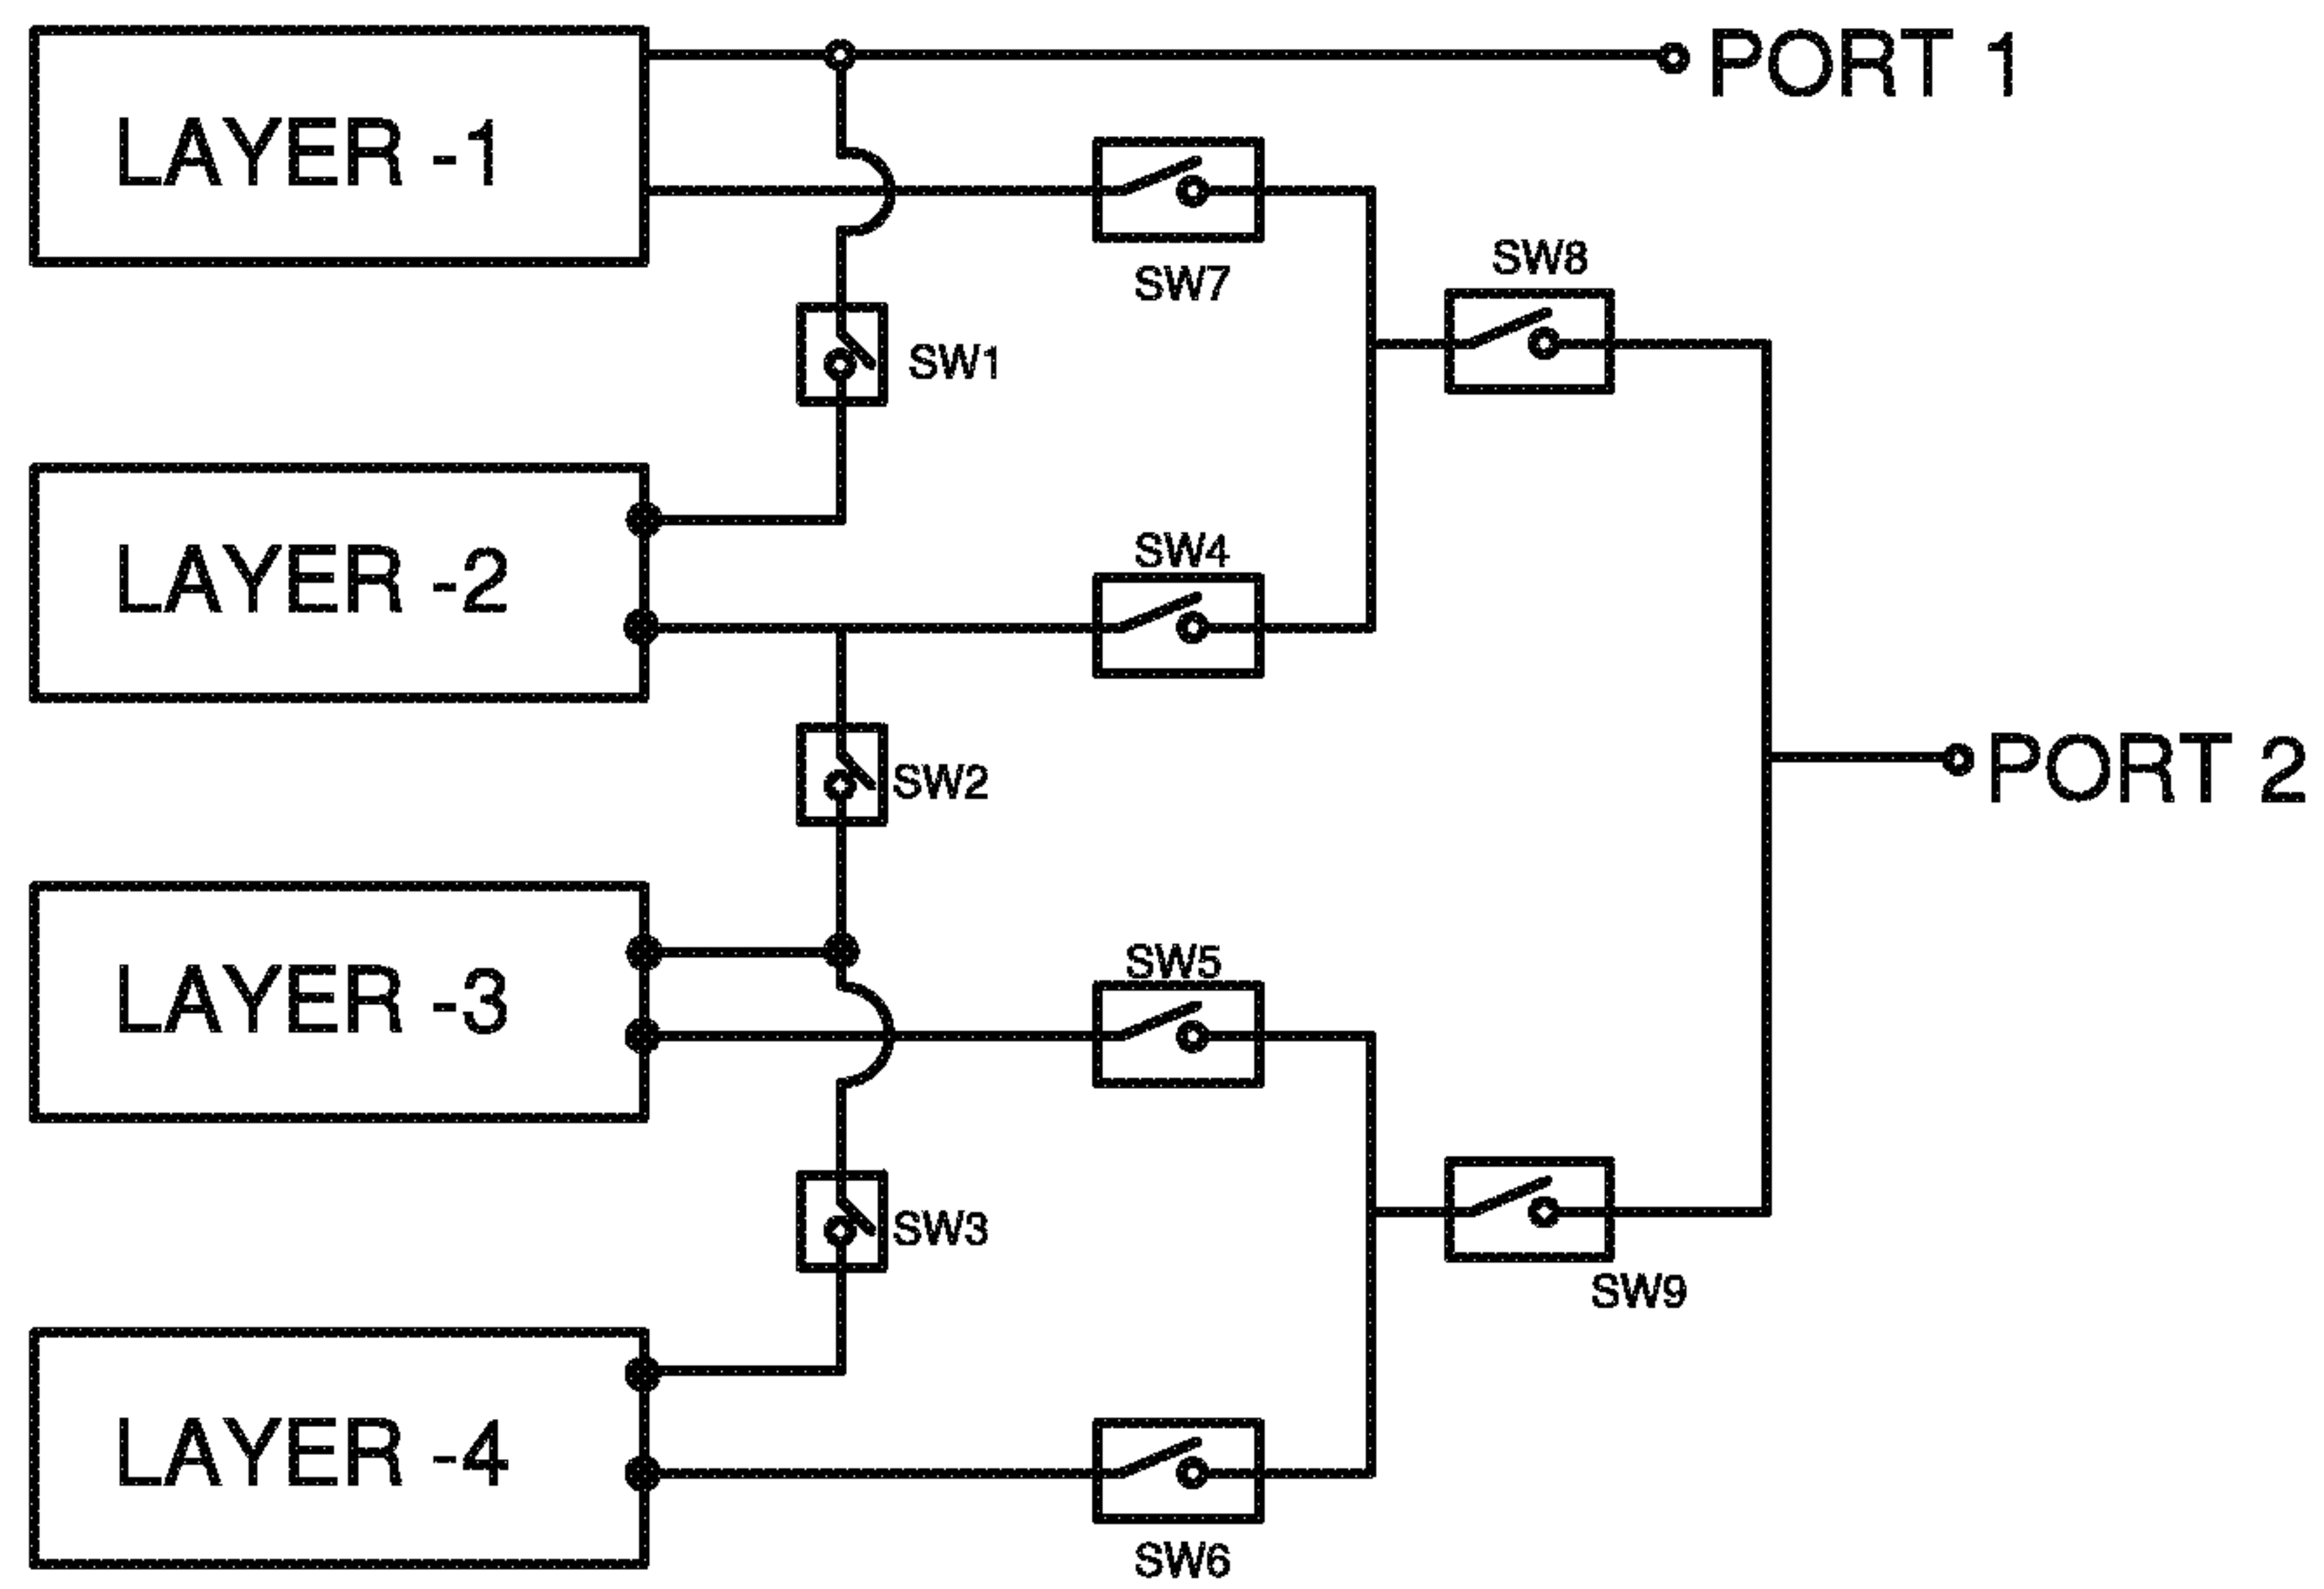 PORT 1
LAYER -1
SW7
SW8
SW1
SW4
LAYER -2
SW2
PORT 2
SW5
LAYER -3
SW3
SW9
LAYER -4
SW6